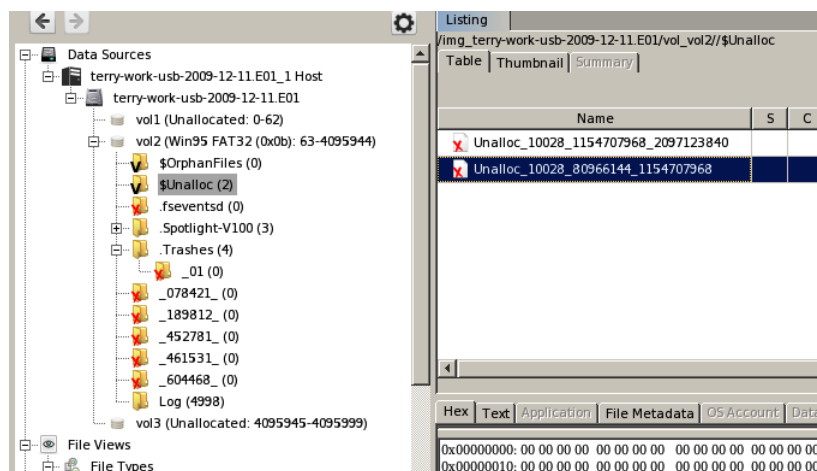 Data Sources
terry-work-usb-2009-12-11.E01_1 Host
terry-work-usb-2009-12-11.E01
vol1 (Unallocated: 0-62)
vol2 (Win95 FAT32 (0x0b): 63-4095944)
$OrphanFiles (0)
$Unalloc (2)
.fseventsd (0)
.Spotlight-V100 (3)
.Trashes (4)
_01 (0)
_078421_ (0)
_189812_ (0)
_452781_ (0)
_461531_ (0)
_604468_ (0)
Log (4998)
vol3 (Unallocated: 4095945-4095999)
File Views
File Types
Listing
/img_terry-work-usb-2009-12-11.E01/vol_vol2//$Unalloc
Table Thumbnail Summary
Name S C
Unalloc_10028_1154707968_2097123840
Unalloc_10028_80966144_1154707968
Hex Text Application File Metadata OS Account Data
0x00000000: 00 00 00 00 00 00 00 00 00 00 00 00 00 00 00
0x00000010: 00 00 00 00 00 00 00 00 00 00 00 00 00 00 00